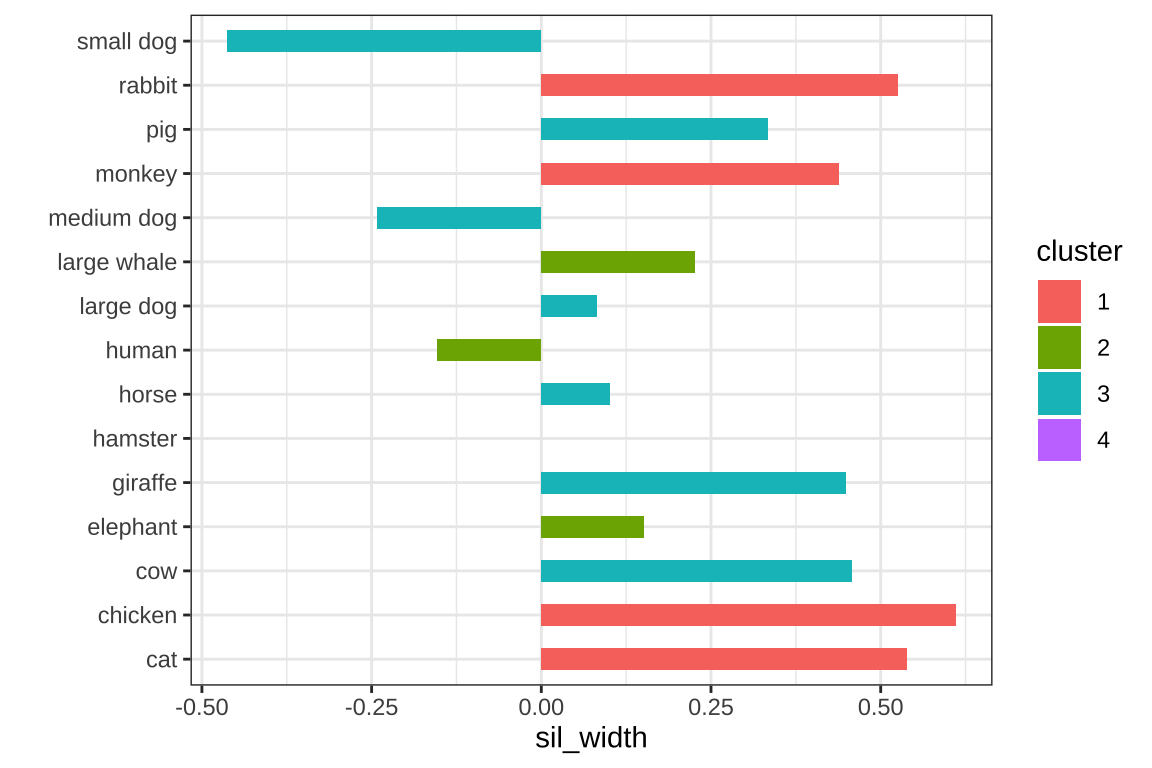 small dog
rabbit
pig
monkey
medium dog
large whale
large dog
human
horse
hamster
giraffe
elephant
cow
chicken
cat
-0.50 -0.25 0.00 0.25 0.50
sil_width
cluster
1
2
3
4